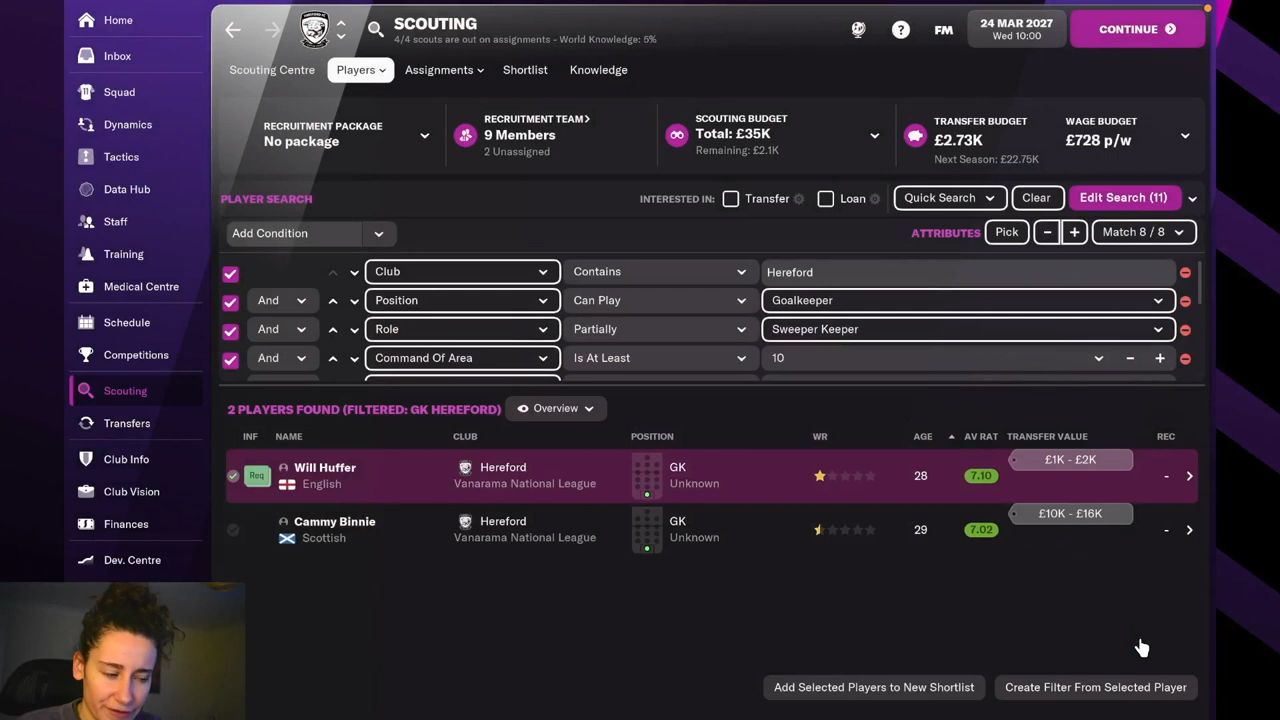 Home
Inbox
Squad
Dynamics
Tactics
Data Hub
Staff
Training
Medical Centre
Schedule
Competitions
Scouting
Transfers
Club Info
Club Vision
Finances
Dev. Centre
SCOUTING
4/4 scouts are out on assignments - World Knowledge: 5%
? FM
24 MAR 2027
Wed 10:00
CONTINUE
Scouting Centre Players Assignments Shortlist Knowledge
RECRUITMENT PACKAGE
No package
RECRUITMENT TEAM>
9 Members
2 Unassigned
SCOUTING BUDGET
Total: £35K
Remaining: £2.1K
TRANSFER BUDGET
£2.73K
Next Season: £22.75K
WAGE BUDGET
£728 p/w
PLAYER SEARCH INTERESTED IN: Transfer Loan Quick Search Clear Edit Search (11)
Add Condition ATTRIBUTES Pick - + Match 8 / 8
Club Contains Hereford
And Position Can Play Goalkeeper
And Role Partially Sweeper Keeper
And Command Of Area Is At Least 10 - +
2 PLAYERS FOUND (FILTERED: GK HEREFORD) Overview
INF NAME CLUB POSITION WR AGE AV RAT TRANSFER VALUE REC
Req Will Huffer Hereford GK 28 7.10 £1K - £2K -
English Vanarama National League Unknown
Cammy Binnie Hereford GK 29 7.02 £10K - £16K -
Scottish Vanarama National League Unknown
Add Selected Players to New Shortlist Create Filter From Selected Player